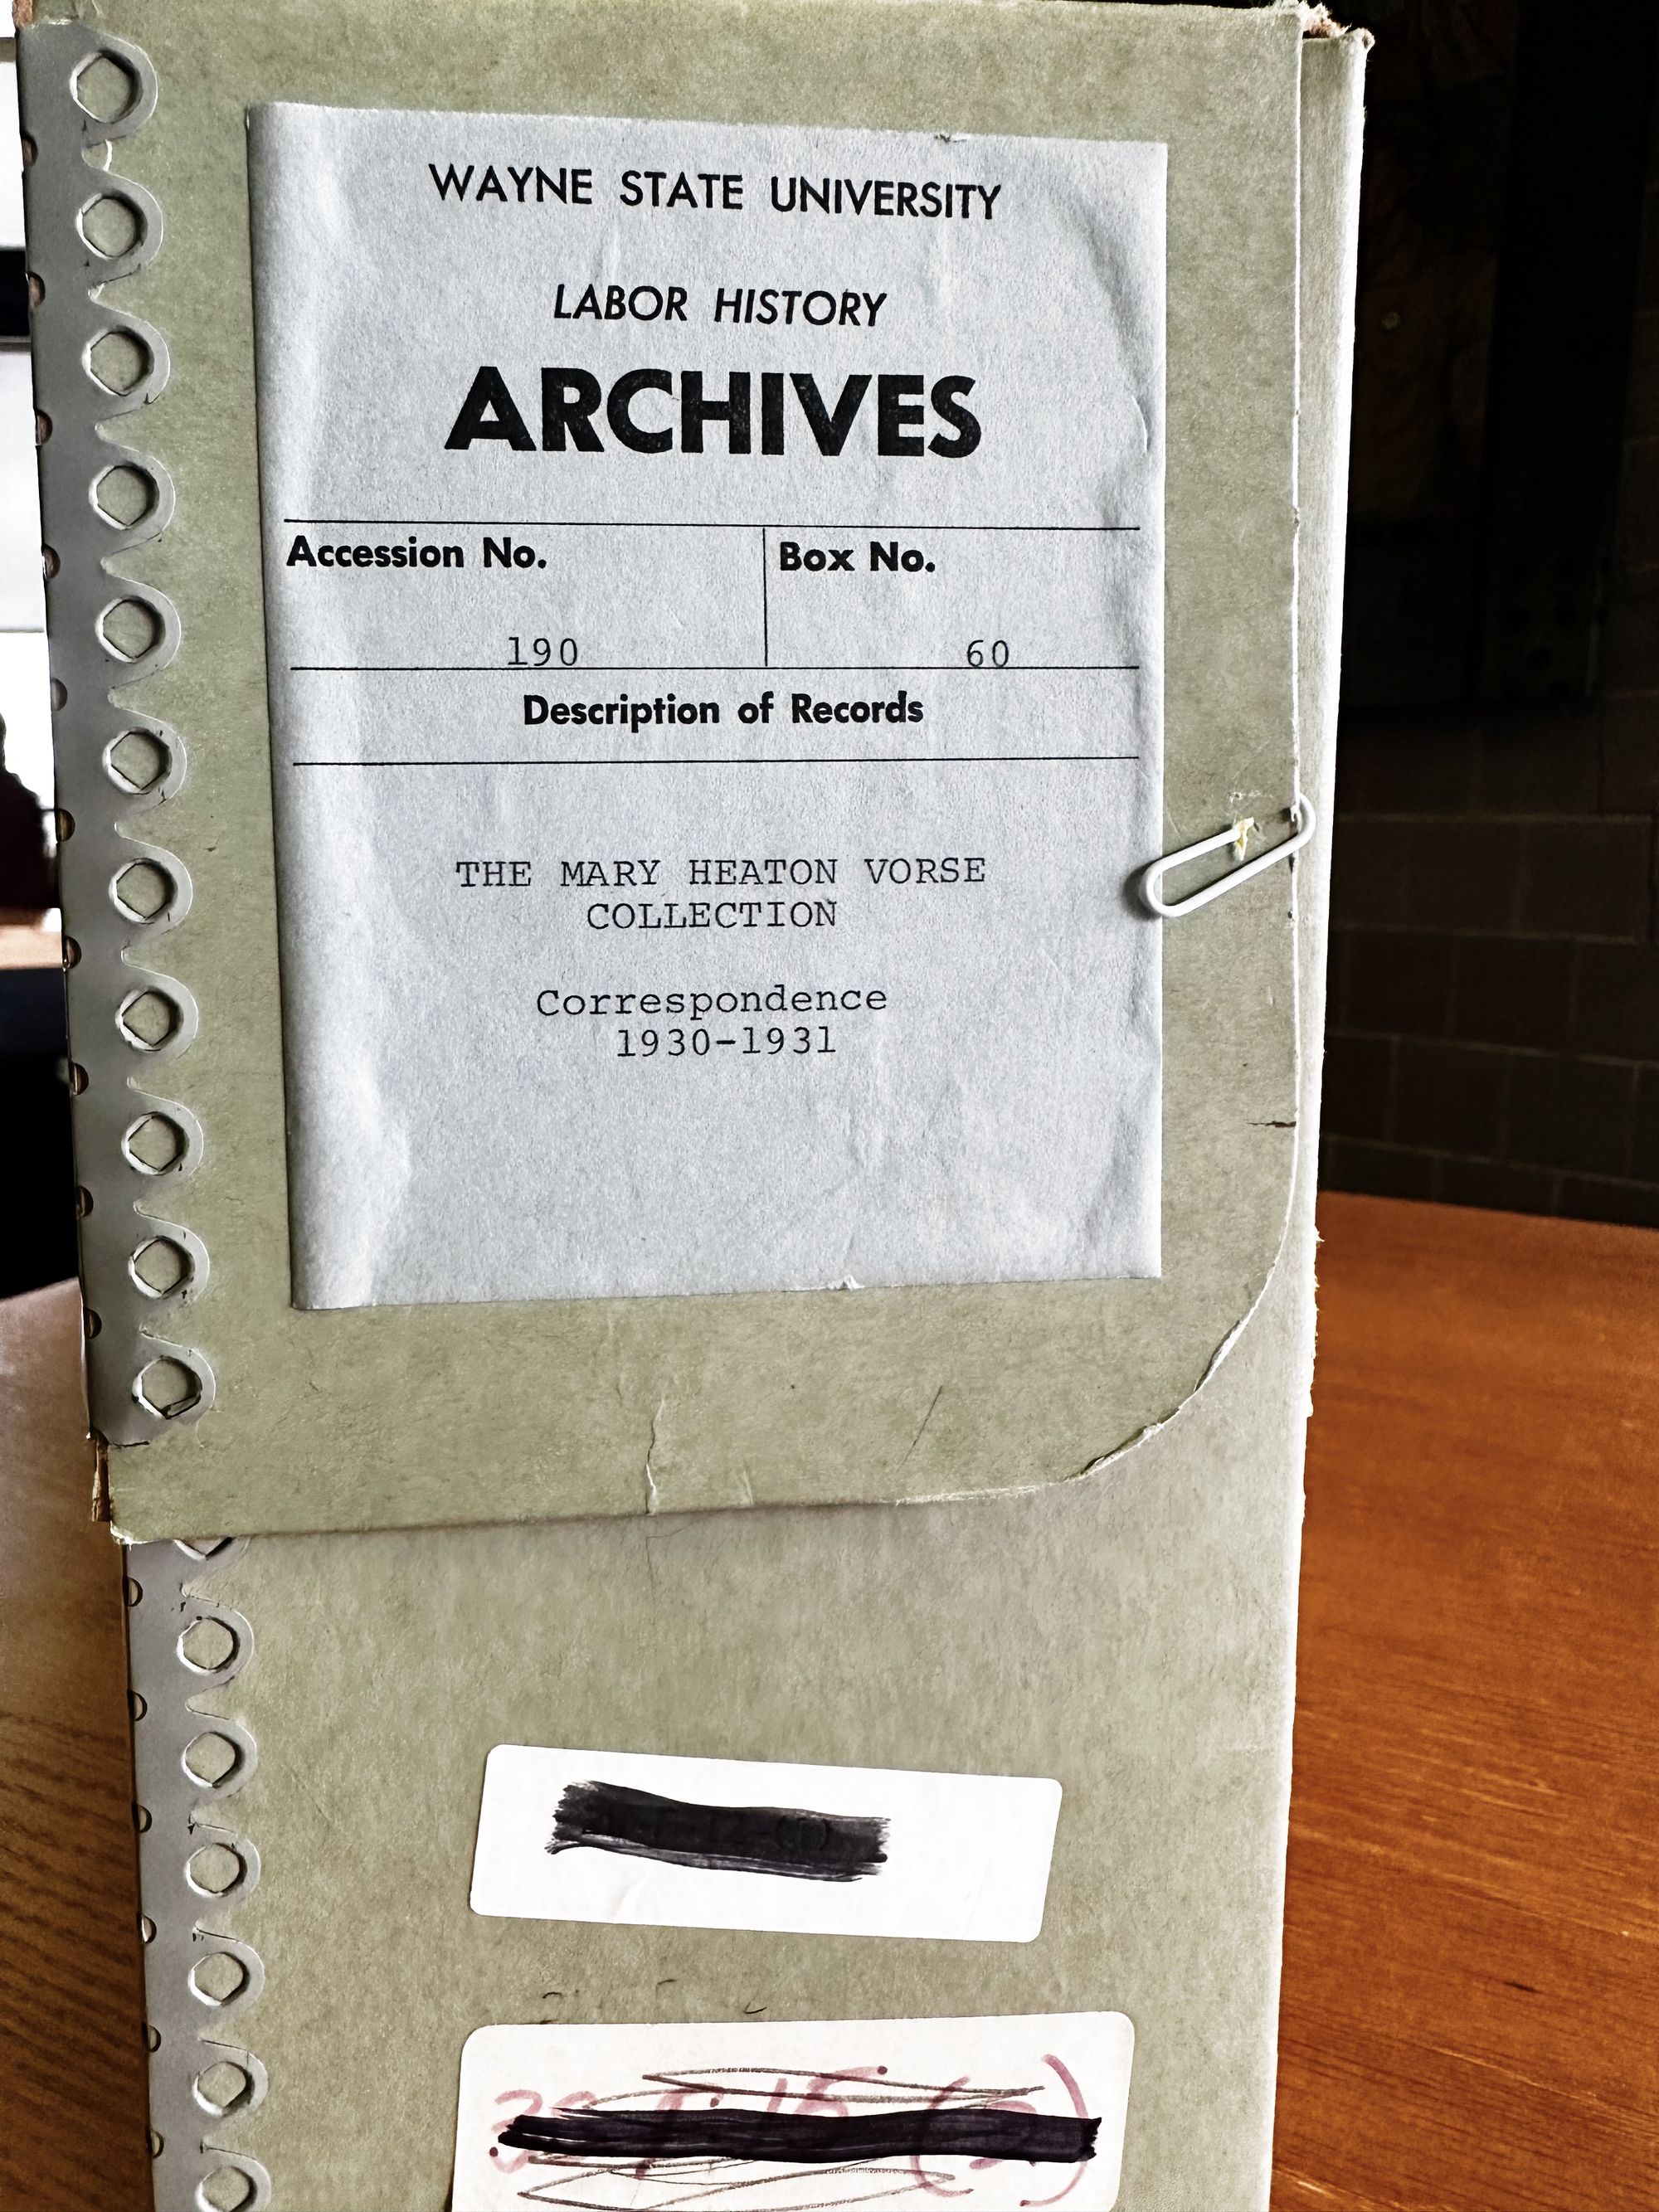 WAYNE STATE UNIVERSITY
LABOR HISTORY
ARCHIVES
Accession No.
Box No.
190
60
Description of Records
THE MARY HEATON VORSE
COLLECTION
Correspondence
1930-1931